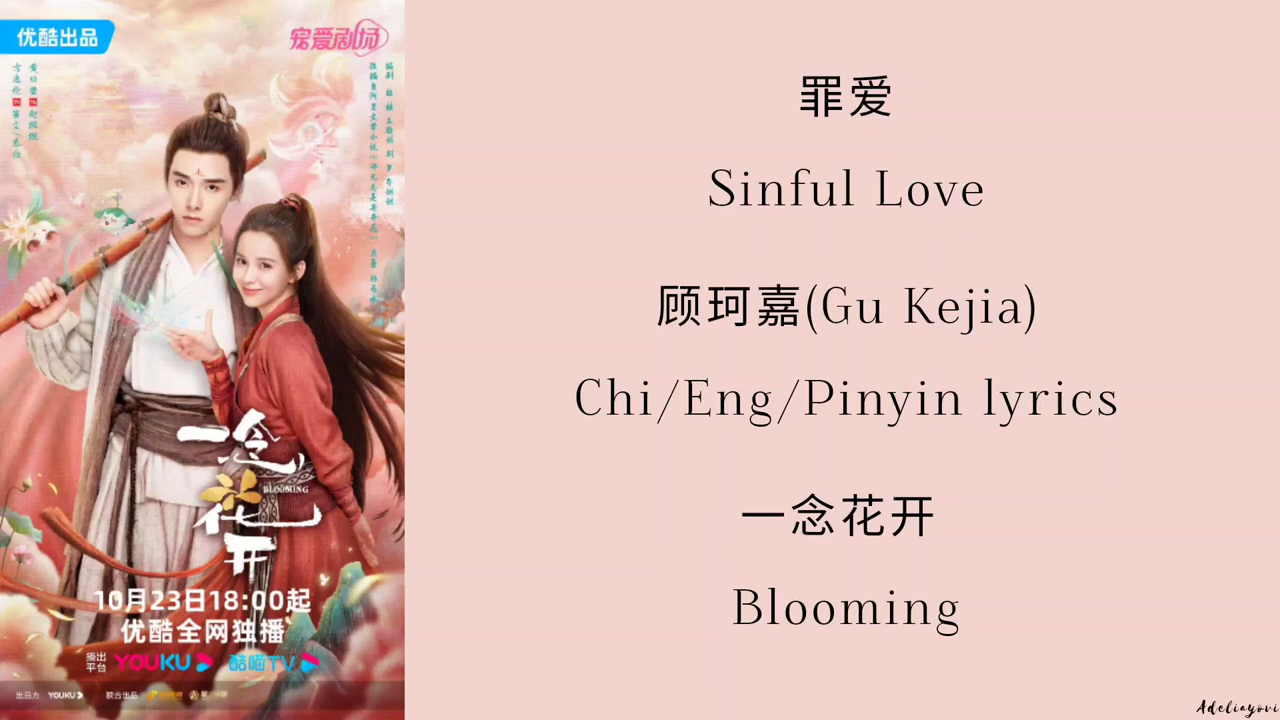 优酷出品
宠爱剧场
一念
花
BLOOMING
开
10月23日18:00起
优酷全网独播
播出
平台
YOUKU
酷喵TV
出品方
YOUKU
联合出品
罪爱
Sinful Love
顾珂嘉(Gu Kejia)
Chi/Eng/Pinyin lyrics
一念花开
Blooming
Adeliayovi